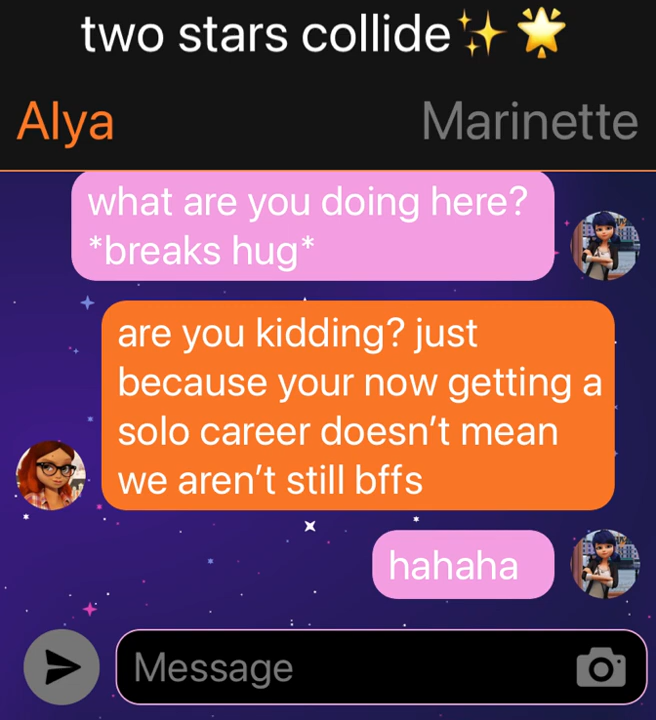 two stars collide✨🌟
Alya
Marinette
what are you doing here?
*breaks hug*
are you kidding? just
because your now getting a
solo career doesn’t mean
we aren’t still bffs
hahaha
Message